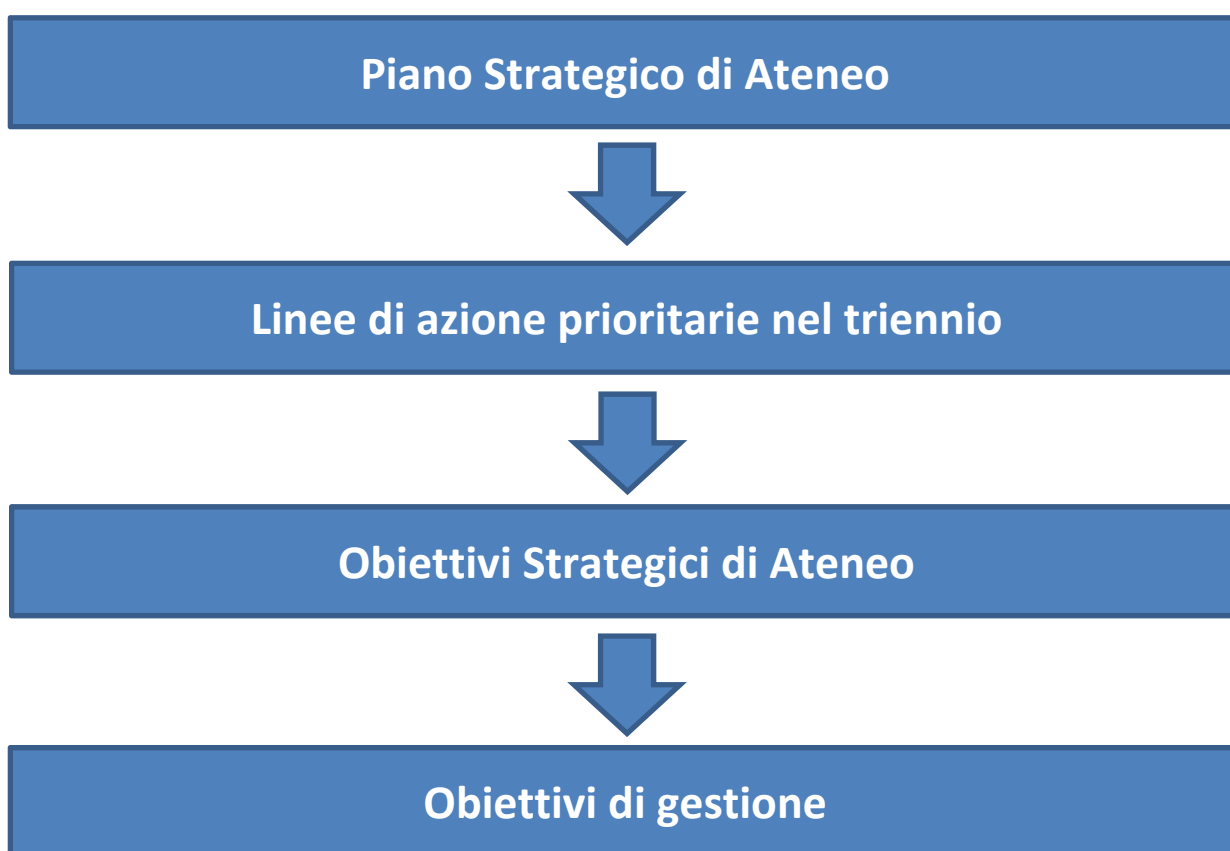 Piano Strategico di Ateneo
Linee di azione prioritarie nel triennio
Obiettivi Strategici di Ateneo
Obiettivi di gestione